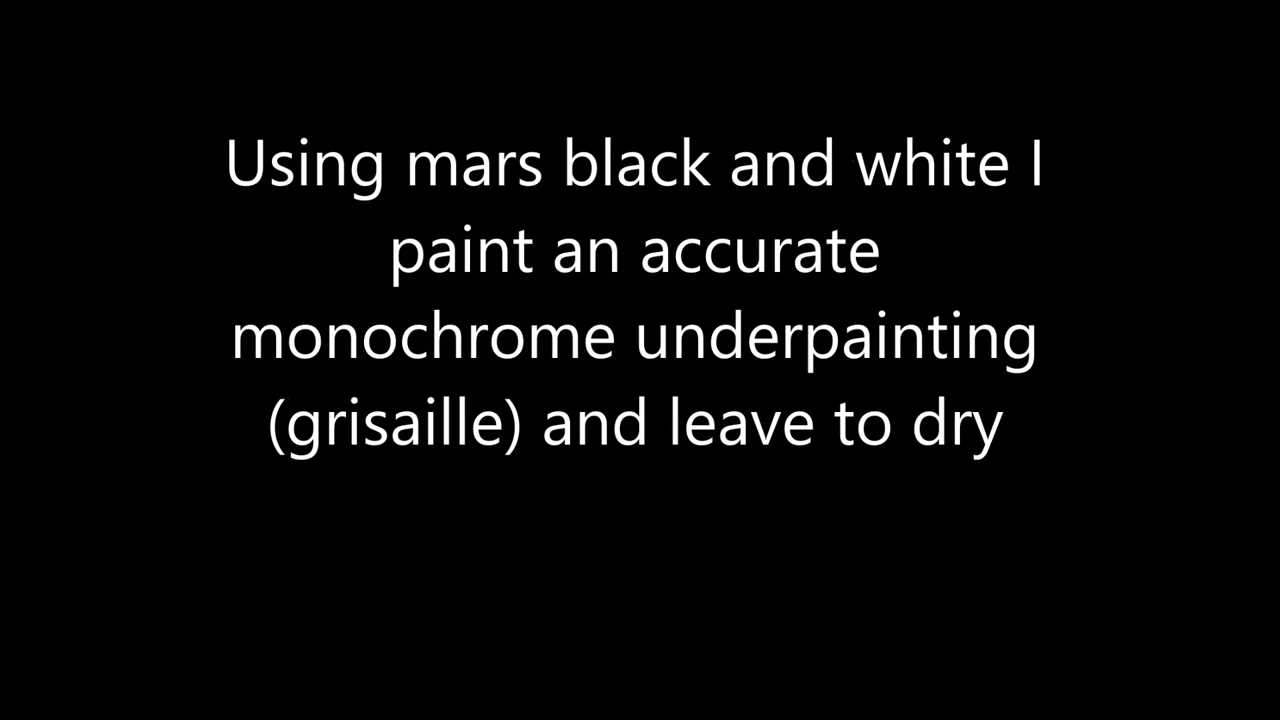 Using mars black and white I
paint an accurate
monochrome underpainting
(grisaille) and leave to dry